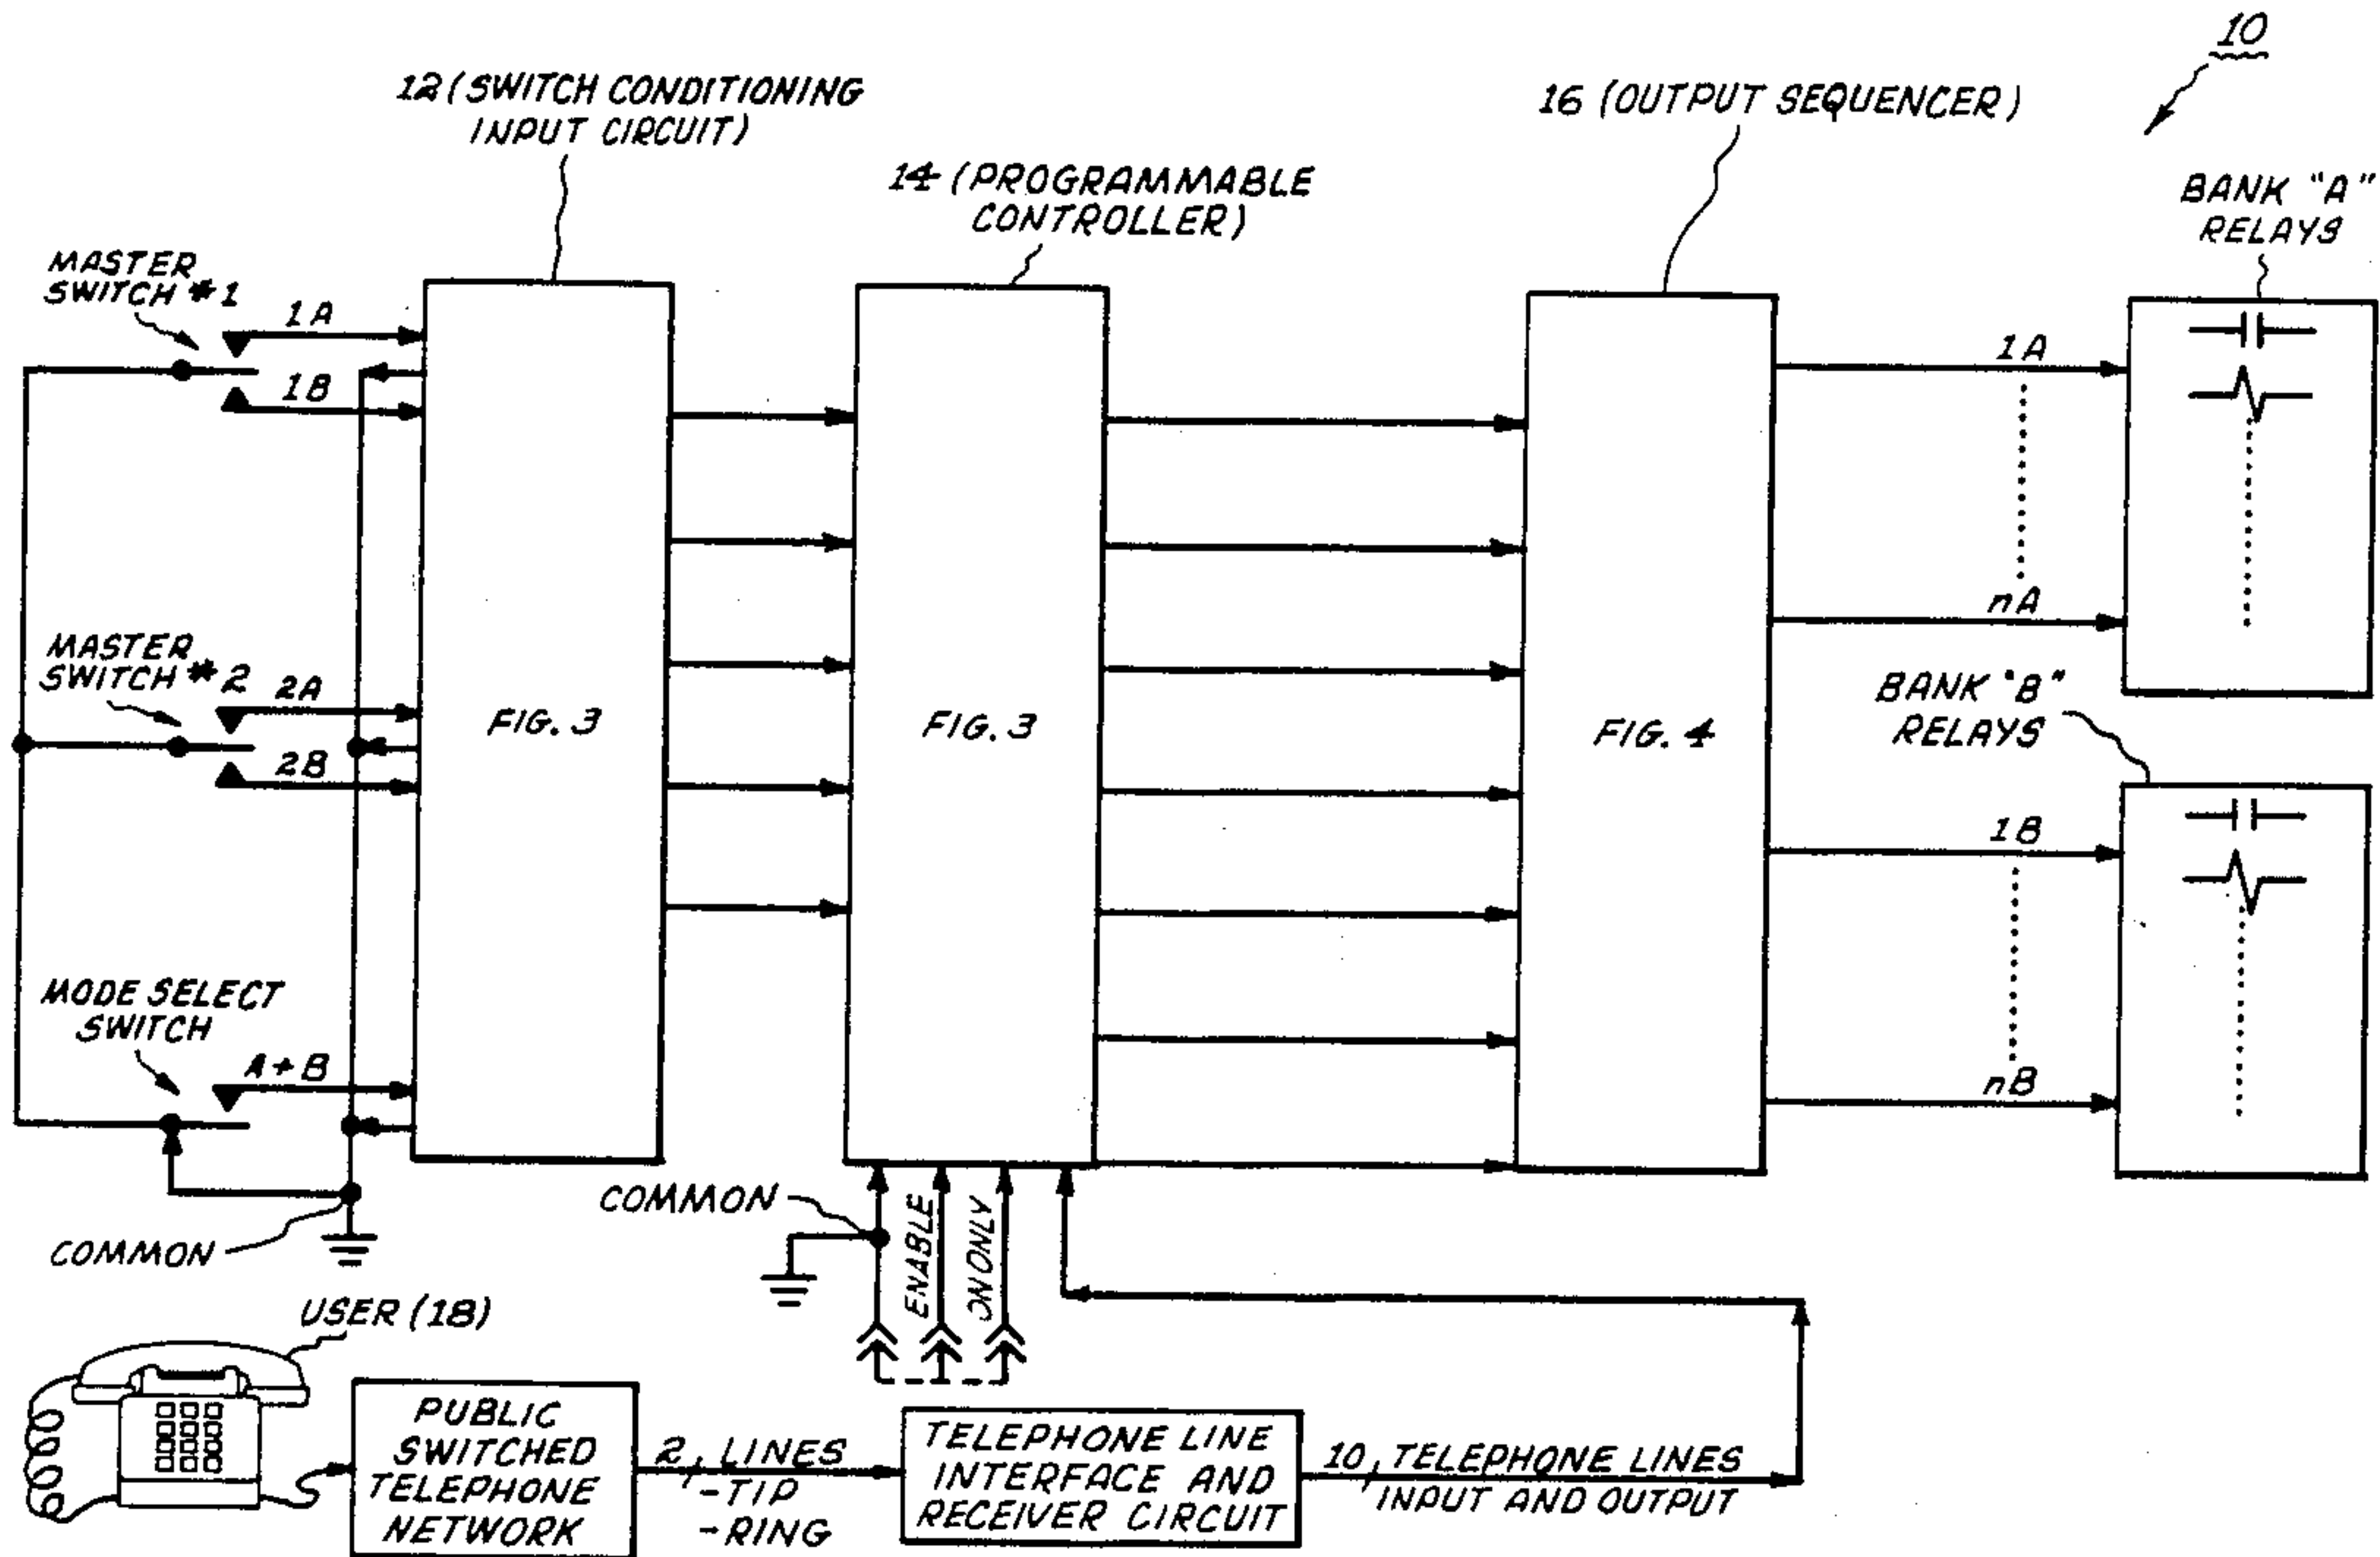 10
12 (SWITCH CONDITIONING
INPUT CIRCUIT)
16 (OUTPUT SEQUENCER)
14 (PROGRAMMABLE
CONTROLLER)
BANK "A"
RELAYS
MASTER
SWITCH #1
1A
1B
1A
nA
MASTER
SWITCH #2
2A
2B
FIG. 3
FIG. 3
FIG. 4
BANK "B"
RELAYS
1B
nB
MODE SELECT
SWITCH
A+B
COMMON
COMMON
ENABLE
ON ONLY
USER (18)
PUBLIC
SWITCHED
TELEPHONE
NETWORK
2, LINES
-TIP
-RING
TELEPHONE LINE
INTERFACE AND
RECEIVER CIRCUIT
10, TELEPHONE LINES
INPUT AND OUTPUT